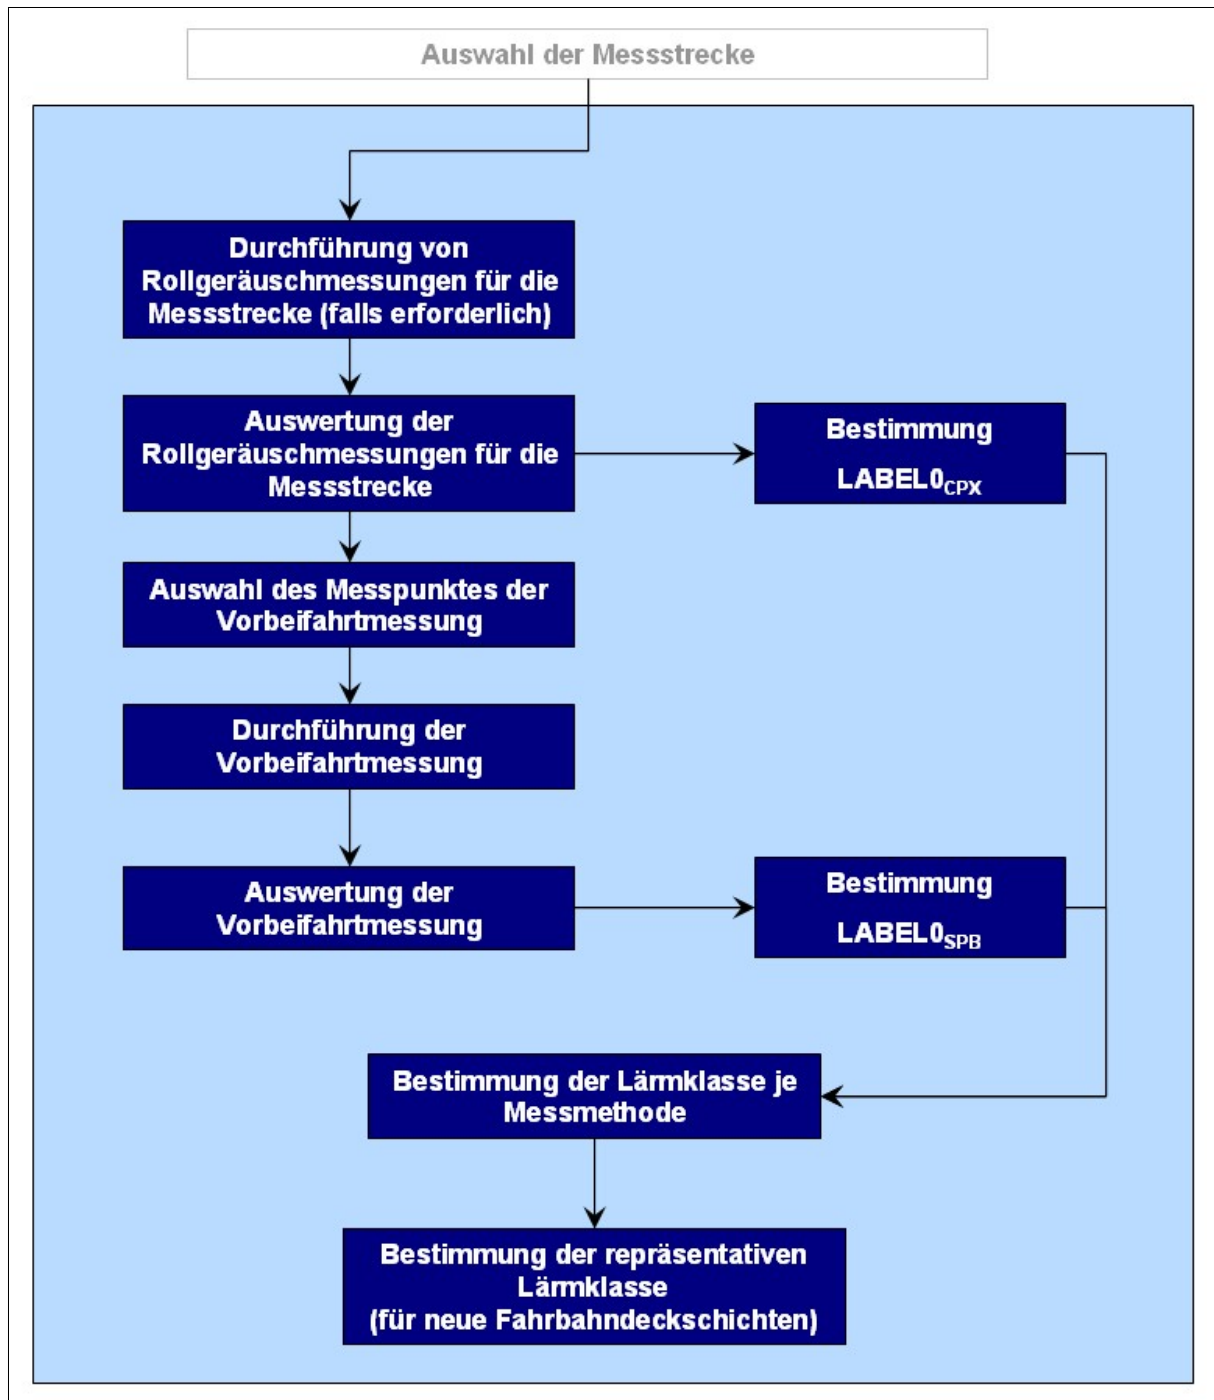 Auswahl der Messstrecke
Durchführung von
Rollgeräuschmessungen für die
Messstrecke (falls erforderlich)
Auswertung der
Rollgeräuschmessungen für die
Messstrecke
Bestimmung
LABEL0CPX
Auswahl des Messpunktes der
Vorbeifahrtmessung
Durchführung der
Vorbeifahrtmessung
Auswertung der
Vorbeifahrtmessung
Bestimmung
LABEL0SPB
Bestimmung der Lärmklasse je
Messmethode
Bestimmung der repräsentativen
Lärmklasse
(für neue Fahrbahndeckschichten)